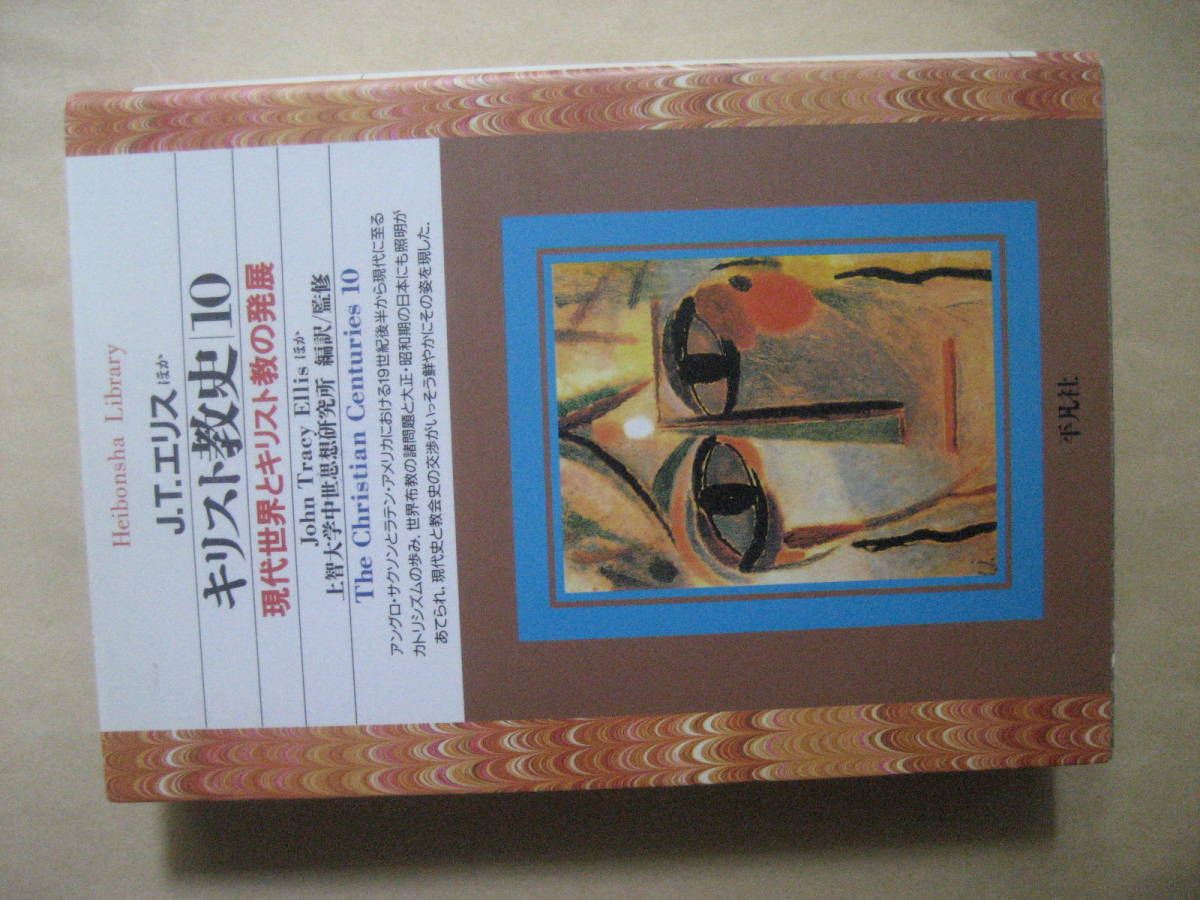 Heibonsha Library
J.T.エリス ほか
キリスト教史|10
現代世界とキリスト教の発展
John Tracy Ellis ほか
上智大学中世思想研究所 編訳/監修
The Christian Centuries 10
アングロ・サクソンとラテン・アメリカにおける19世紀後半から現代に至る
カトリシズムの歩み、世界布教の諸問題と大正・昭和期の日本にも照明が
あてられ、現代史と教会史の交渉がいっそう鮮やかにその姿を現した。
平凡社